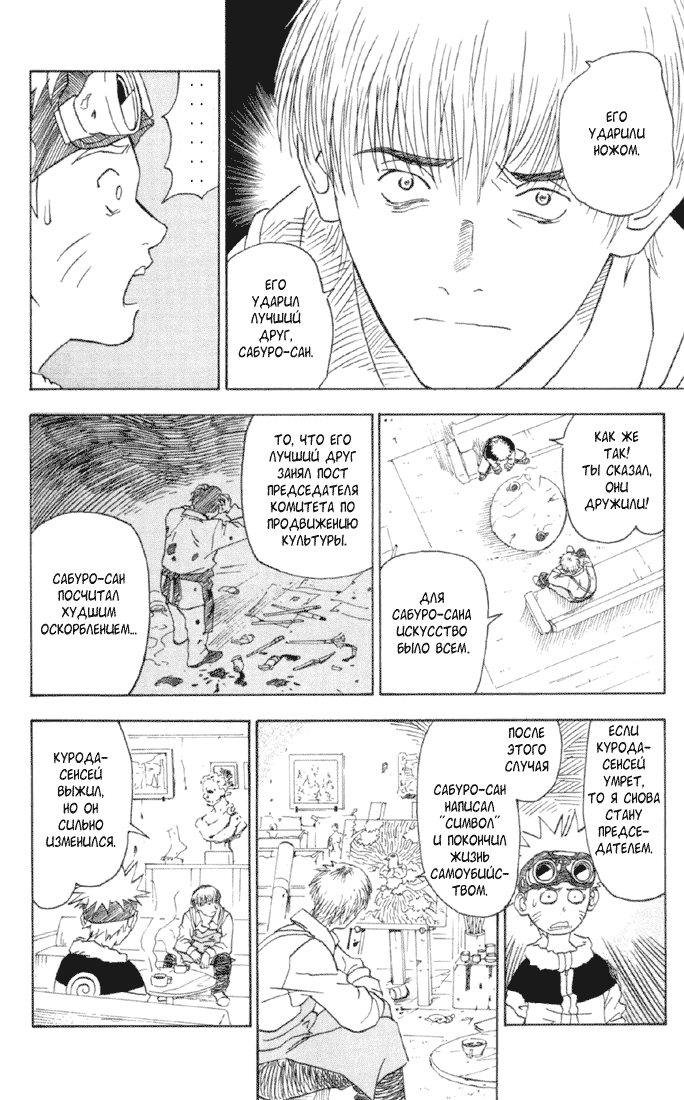 ЕГО
УДАРИЛИ
НОЖОМ.
ЕГО
УДАРИЛ
ЛУЧШИЙ
ДРУГ,
САБУРО-САН.
. . . . . .
КАК ЖЕ
ТАК!
ТЫ СКАЗАЛ,
ОНИ
ДРУЖИЛИ!
ДЛЯ
САБУРО-САНА
ИСКУССТВО
БЫЛО ВСЕМ.
ТО, ЧТО ЕГО
ЛУЧШИЙ ДРУГ
ЗАНЯЛ ПОСТ
ПРЕДСЕДАТЕЛЯ
КОМИТЕТА ПО
ПРОДВИЖЕНИЮ
КУЛЬТУРЫ.
САБУРО-САН
ПОСЧИТАЛ
ХУДШИМ
ОСКОРБЛЕНИЕМ...
ЕСЛИ
КУРОДА-
СЕНСЕЙ
УМРЕТ,
ТО Я СНОВА
СТАНУ
ПРЕДСЕ-
ДАТЕЛЕМ.
ПОСЛЕ
ЭТОГО
СЛУЧАЯ
САБУРО-САН
НАПИСАЛ
"СИМВОЛ"
И ПОКОНЧИЛ
ЖИЗНЬ
САМОУБИЙС-
ТВОМ.
КУРОДА-
СЕНСЕЙ
ВЫЖИЛ,
НО ОН
СИЛЬНО
ИЗМЕНИЛСЯ.